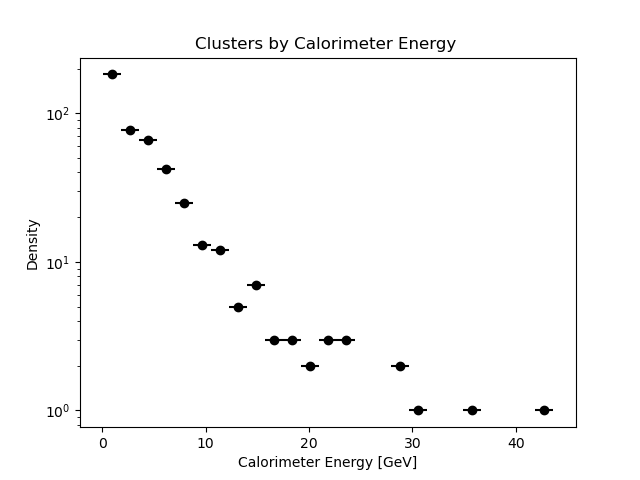 Clusters by Calorimeter Energy
Density
10²
10¹
10⁰
0 10 20 30 40
Calorimeter Energy [GeV]